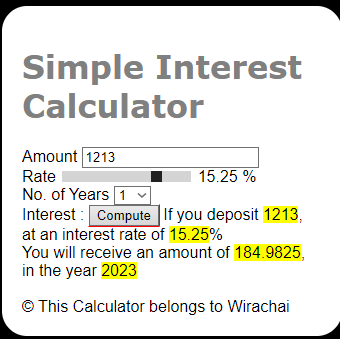 Simple Interest
Calculator
Amount 1213
Rate 15.25 %
No. of Years 1
Interest : Compute If you deposit 1213,
at an interest rate of 15.25%
You will receive an amount of 184.9825,
in the year 2023
© This Calculator belongs to Wirachai